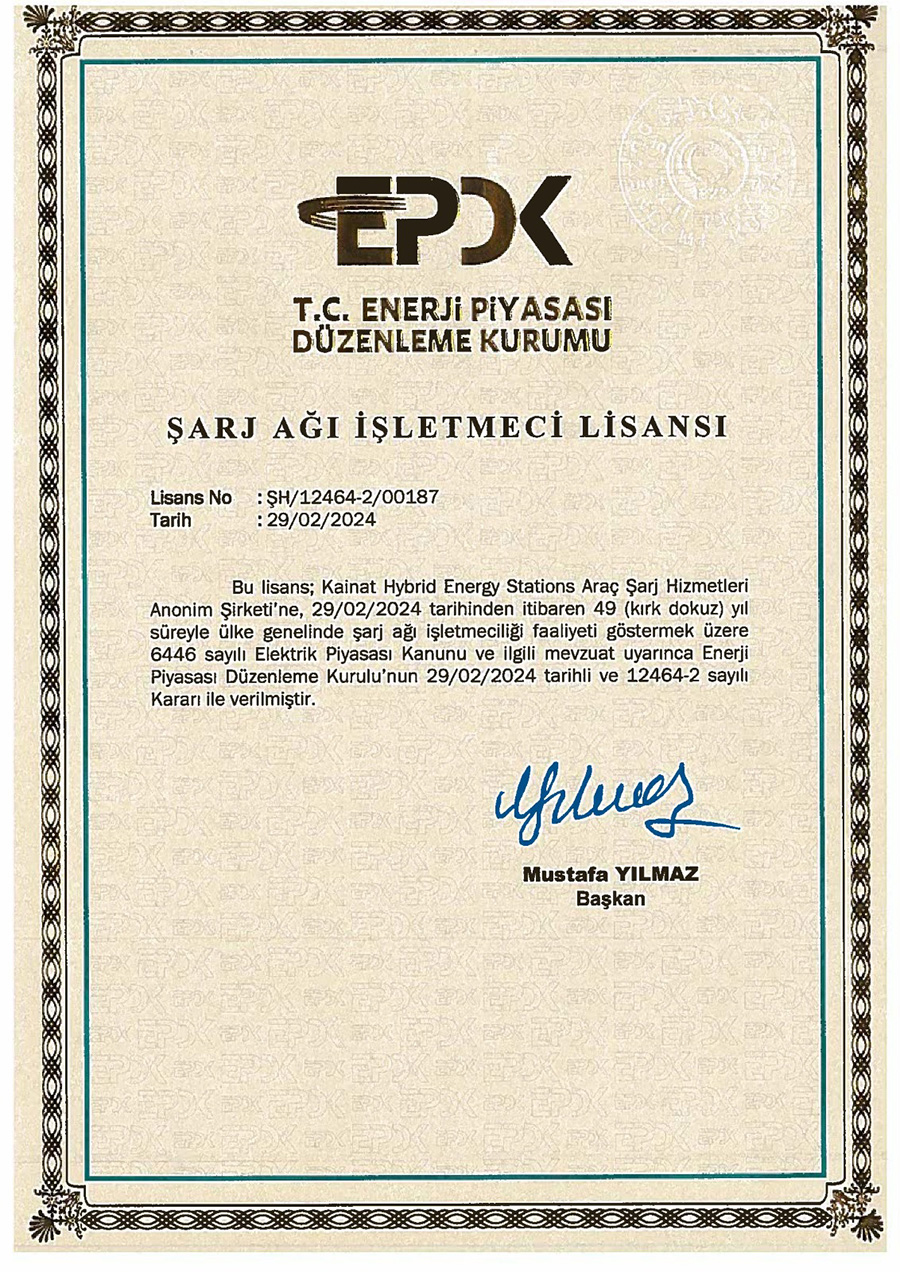 EPDK
T.C. ENERJİ PİYASASI
DÜZENLEME KURUMU
ŞARJ AĞI İŞLETMECİ LİSANSI
Lisans No : ŞH/12464-2/00187
Tarih : 29/02/2024
Bu lisans; Kainat Hybrid Energy Stations Araç Şarj Hizmetleri
Anonim Şirketi'ne, 29/02/2024 tarihinden itibaren 49 (kırk dokuz) yıl
süreyle ülke genelinde şarj ağı işletmeciliği faaliyeti göstermek üzere
6446 sayılı Elektrik Piyasası Kanunu ve ilgili mevzuat uyarınca Enerji
Piyasası Düzenleme Kurulu'nun 29/02/2024 tarihli ve 12464-2 sayılı
Kararı ile verilmiştir.
Mustafa YILMAZ
Başkan